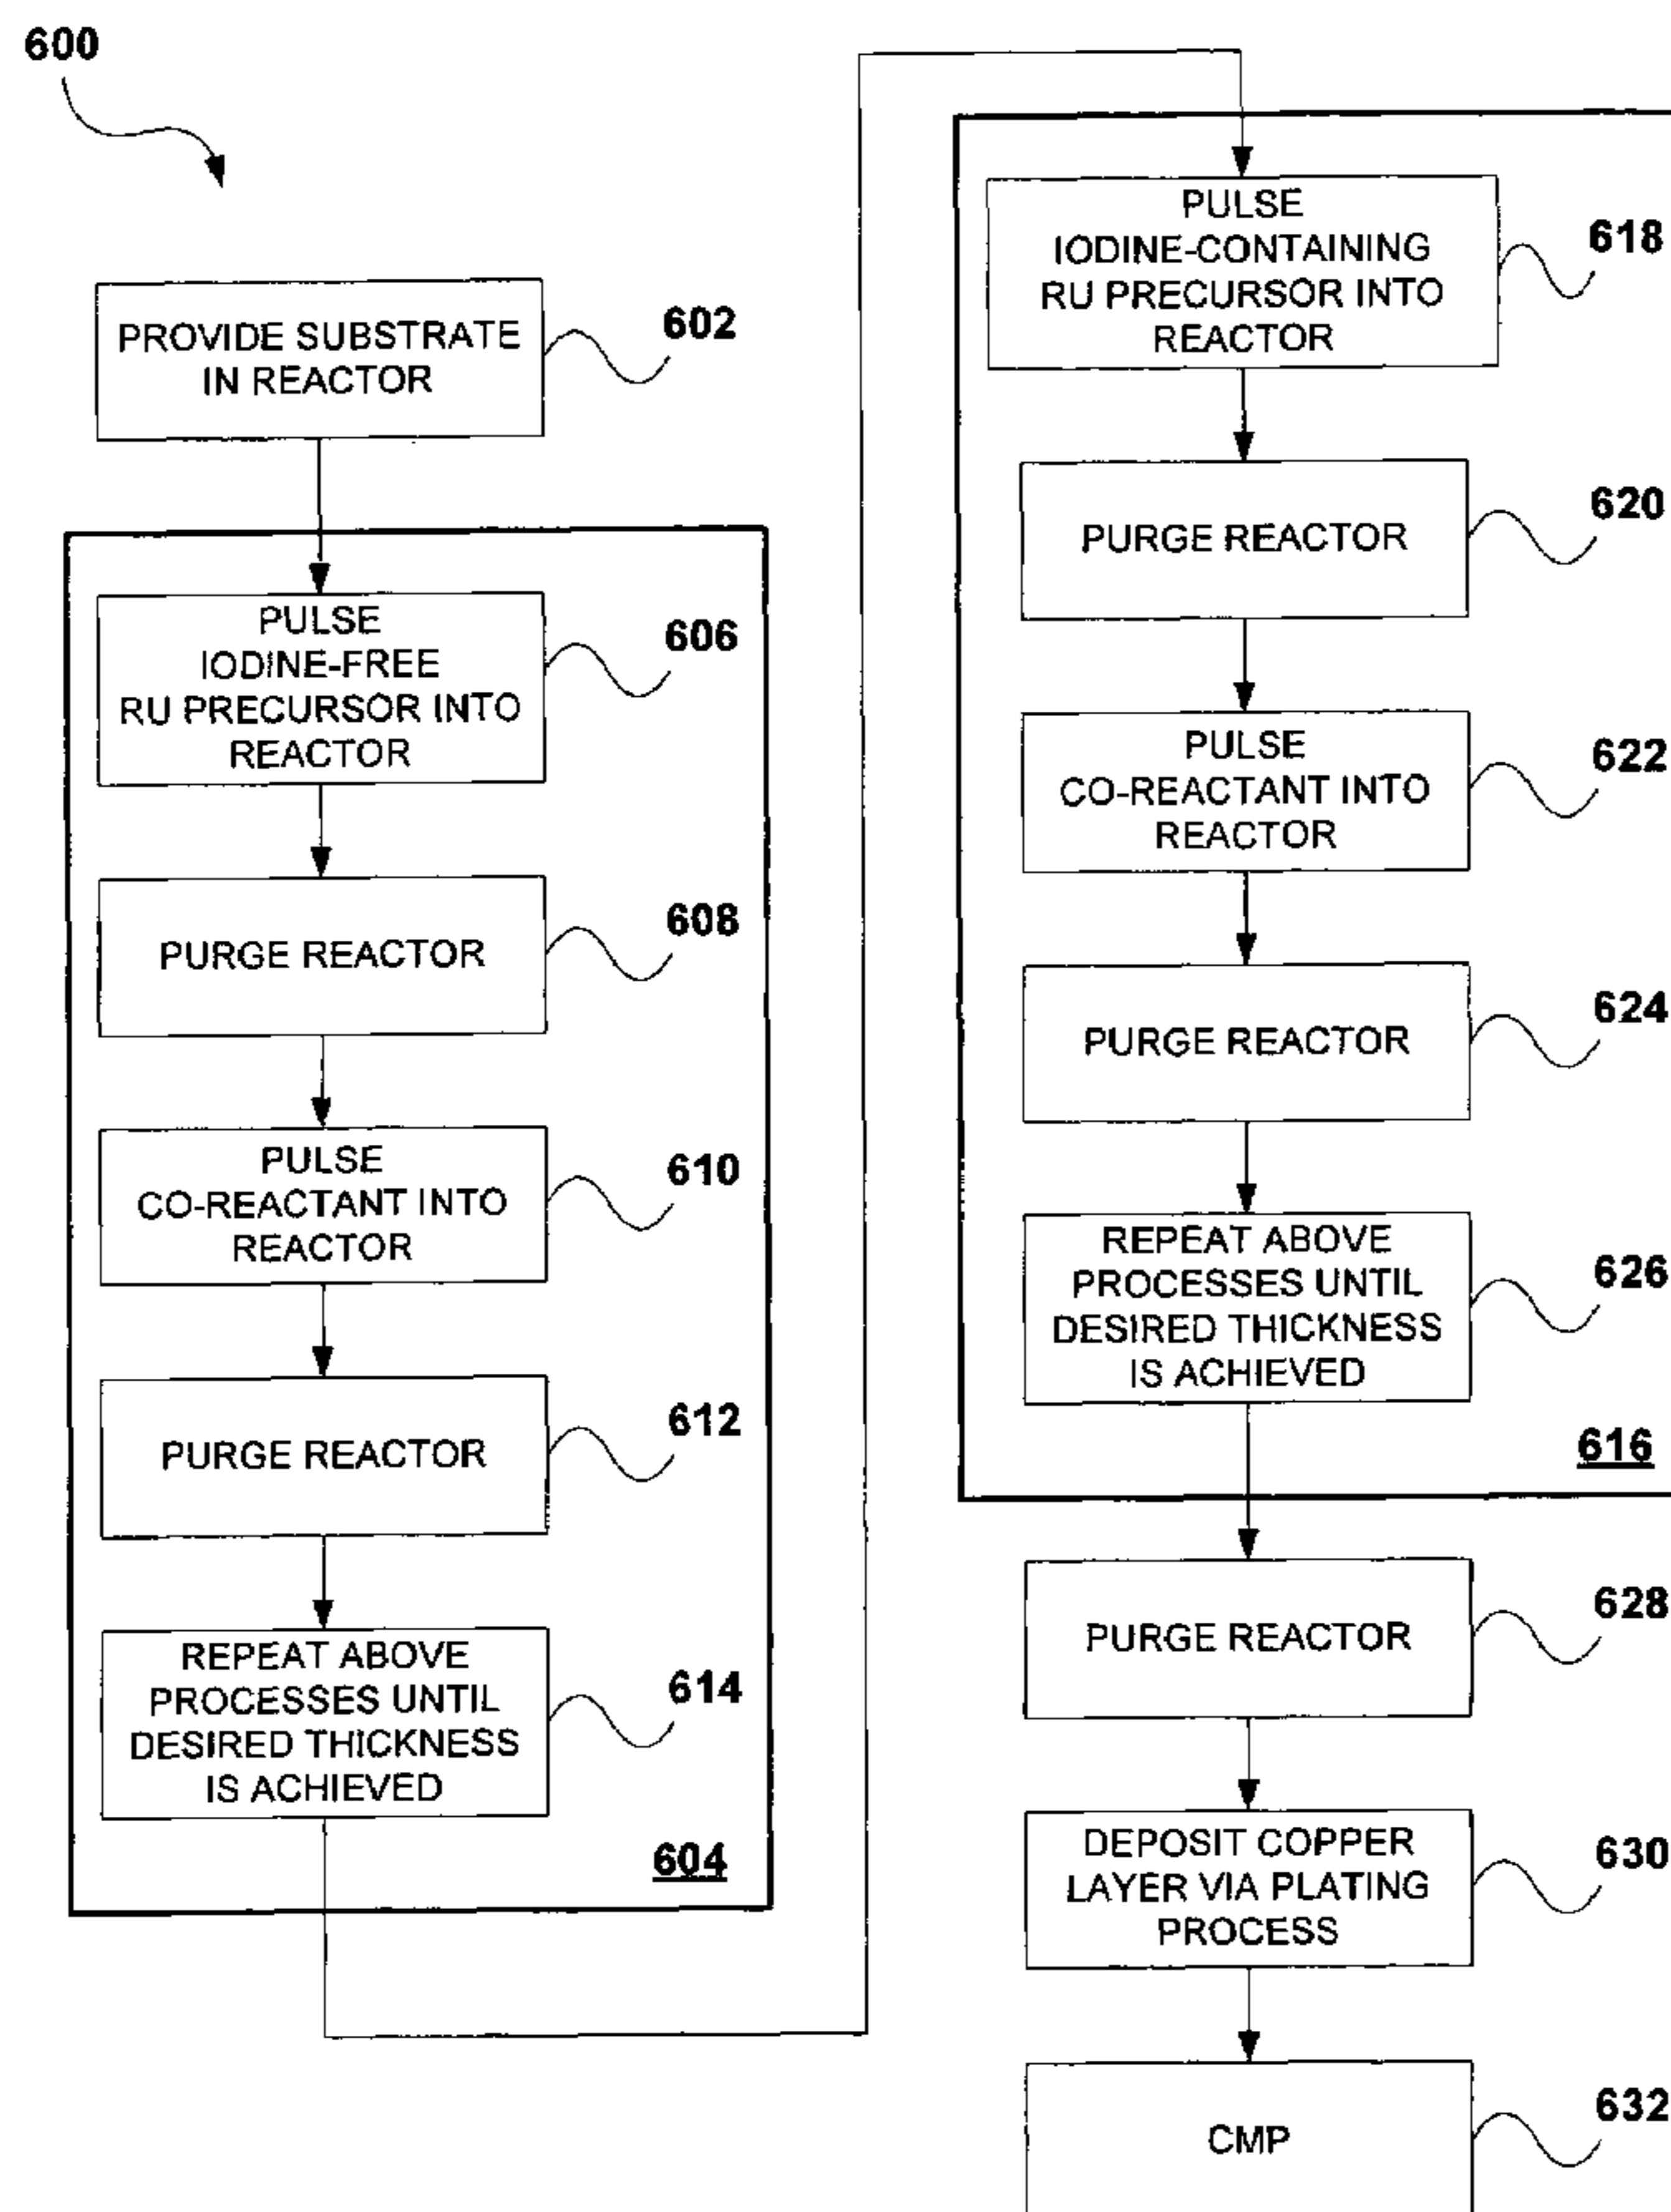 600
PROVIDE SUBSTRATE
IN REACTOR
602
PULSE
IODINE-FREE
RU PRECURSOR INTO
REACTOR
606
PURGE REACTOR
608
PULSE
CO-REACTANT INTO
REACTOR
610
PURGE REACTOR
612
REPEAT ABOVE
PROCESSES UNTIL
DESIRED THICKNESS
IS ACHIEVED
614
604
PULSE
IODINE-CONTAINING
RU PRECURSOR INTO
REACTOR
618
PURGE REACTOR
620
PULSE
CO-REACTANT INTO
REACTOR
622
PURGE REACTOR
624
REPEAT ABOVE
PROCESSES UNTIL
DESIRED THICKNESS
IS ACHIEVED
626
616
PURGE REACTOR
628
DEPOSIT COPPER
LAYER VIA PLATING
PROCESS
630
CMP
632